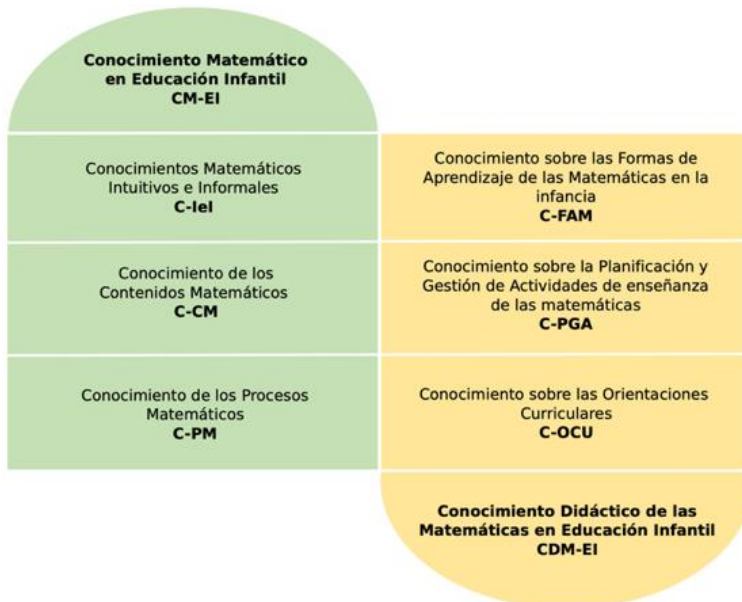 Conocimiento Matemático
en Educación Infantil
CM-EI
Conocimientos Matemáticos
Intuitivos e Informales
C-IeI
Conocimiento de los
Contenidos Matemáticos
C-CM
Conocimiento de los Procesos
Matemáticos
C-PM
Conocimiento sobre las Formas de
Aprendizaje de las Matemáticas en la
infancia
C-FAM
Conocimiento sobre la Planificación y
Gestión de Actividades de enseñanza
de las matemáticas
C-PGA
Conocimiento sobre las Orientaciones
Curriculares
C-OCU
Conocimiento Didáctico de las
Matemáticas en Educación Infantil
CDM-EI